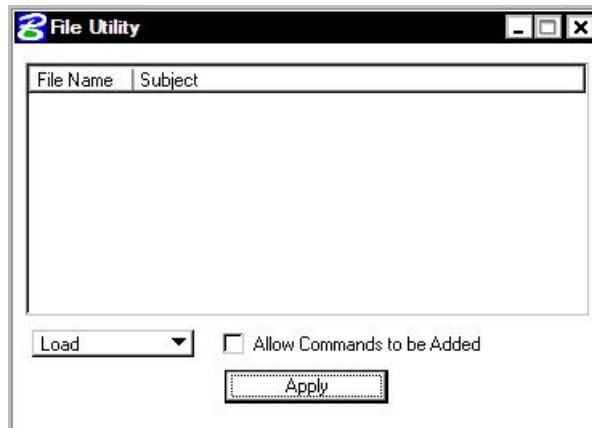 File Utility
File Name Subject
Load Allow Commands to be Added
Apply